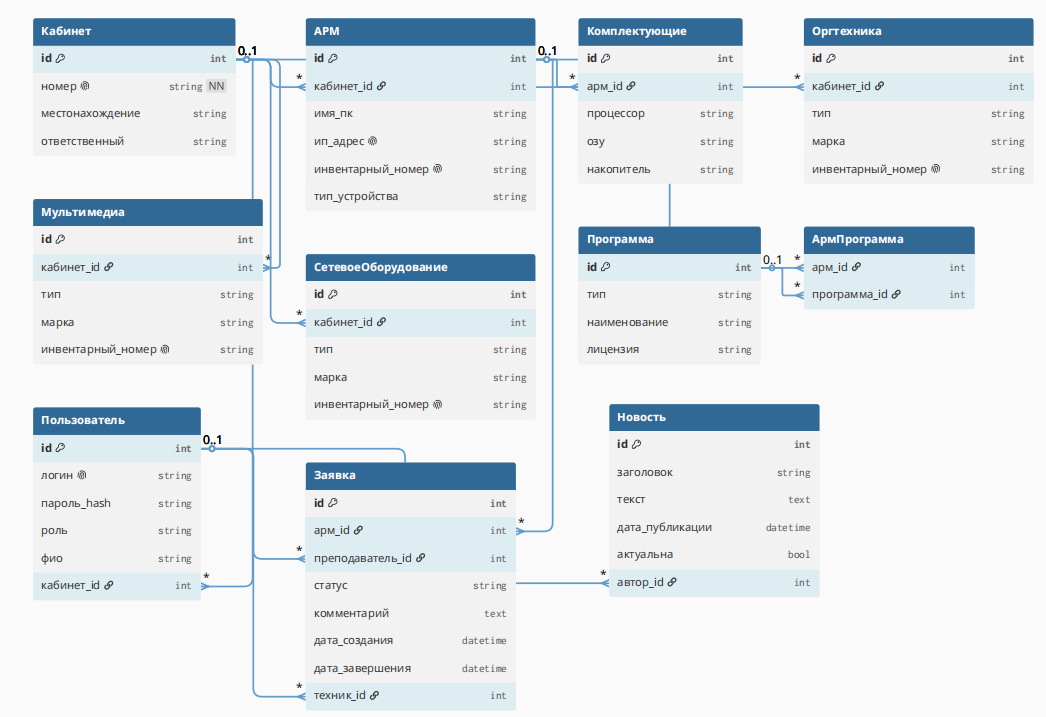 Кабинет
id int
номер string NN
местонахождение string
ответственный string
0..1
АРМ
id int
* кабинет_id int
имя_пк string
ип_адрес string
инвентарный_номер string
тип_устройства string
0..1
Комплектующие
id int
* арм_id int
процессор string
озу string
накопитель string
Оргтехника
id int
* кабинет_id int
тип string
марка string
инвентарный_номер string
Мультимедиа
id int
кабинет_id int *
тип string
марка string
инвентарный_номер string
СетевоеОборудование
id int
* кабинет_id int
тип string
марка string
инвентарный_номер string
Программа
id int
тип string
наименование string
лицензия string
0..1
АрмПрограмма
* арм_id int
* программа_id int
Пользователь
id int
логин string
пароль_hash string
роль string
фио string
кабинет_id int *
0..1
Заявка
id int
арм_id int *
* преподаватель_id int
статус string
комментарий text
дата_создания datetime
дата_завершения datetime
* техник_id int
Новость
id int
заголовок string
текст text
дата_публикации datetime
актуальна bool
* автор_id int